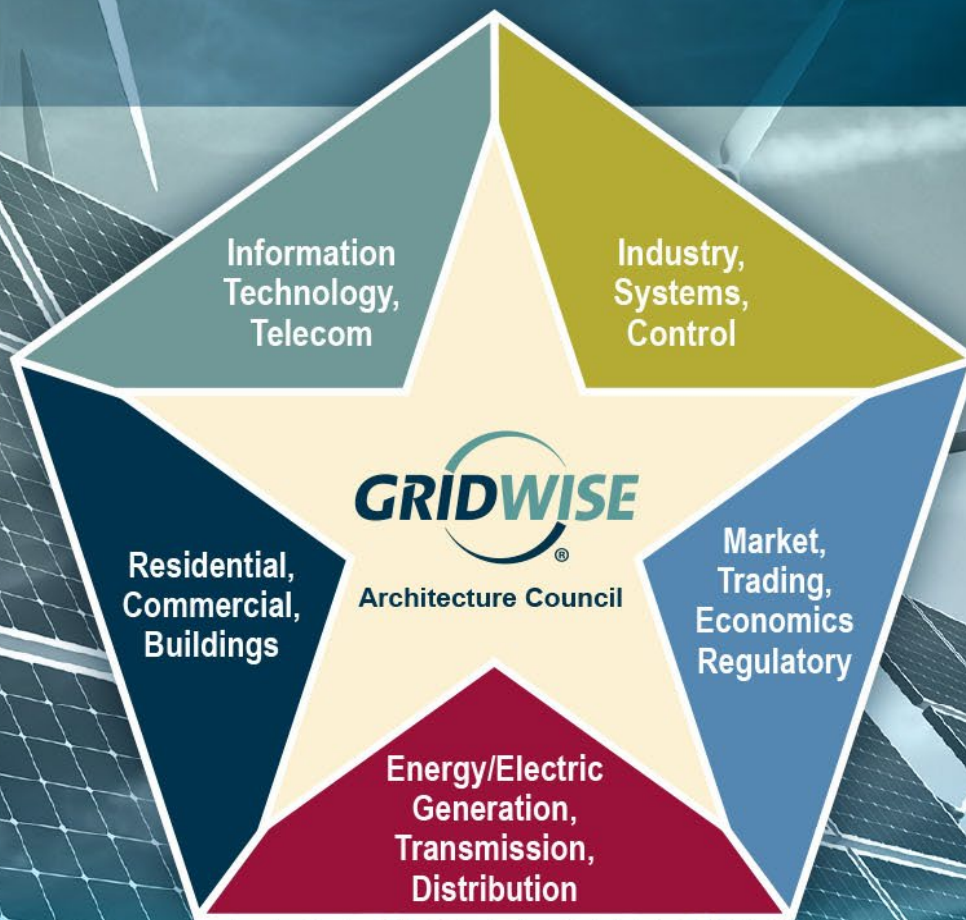 Information
Technology,
Telecom
Industry,
Systems,
Control
GRIDWISE
®
Architecture Council
Residential,
Commercial,
Buildings
Market,
Trading,
Economics
Regulatory
Energy/Electric
Generation,
Transmission,
Distribution